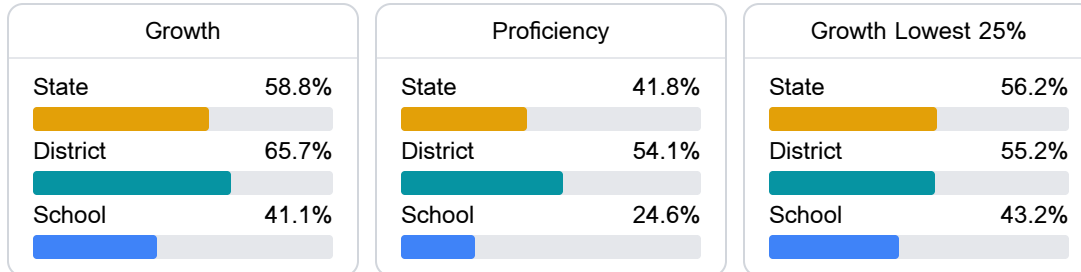 Growth
State 58.8%
District 65.7%
School 41.1%
Proficiency
State 41.8%
District 54.1%
School 24.6%
Growth Lowest 25%
State 56.2%
District 55.2%
School 43.2%